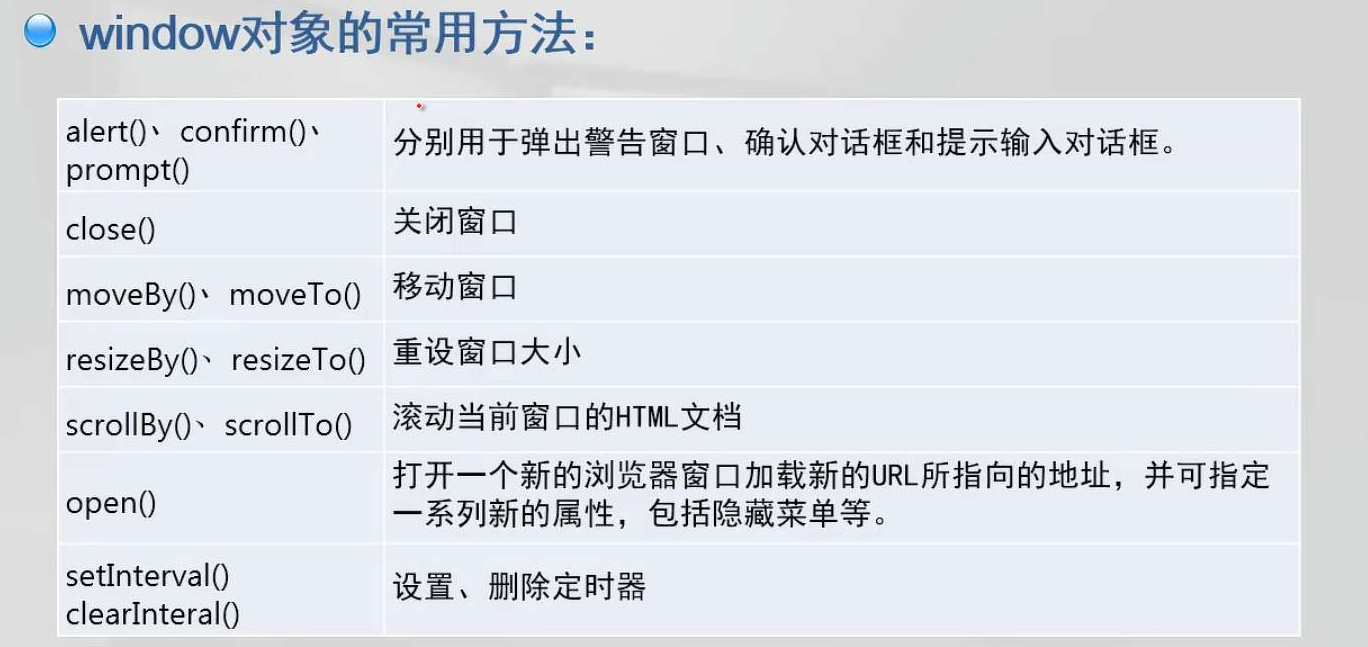 window对象的常用方法：
alert()、 confirm()、
prompt()
分别用于弹出警告窗口、确认对话框和提示输入对话框。
close()
关闭窗口
moveBy()、 moveTo()
移动窗口
resizeBy()、 resizeTo()
重设窗口大小
scrollBy()、 scrollTo()
滚动当前窗口的HTML文档
open()
打开一个新的浏览器窗口加载新的URL所指向的地址，并可指定
一系列新的属性，包括隐藏菜单等。
setInterval()
clearInteral()
设置、删除定时器